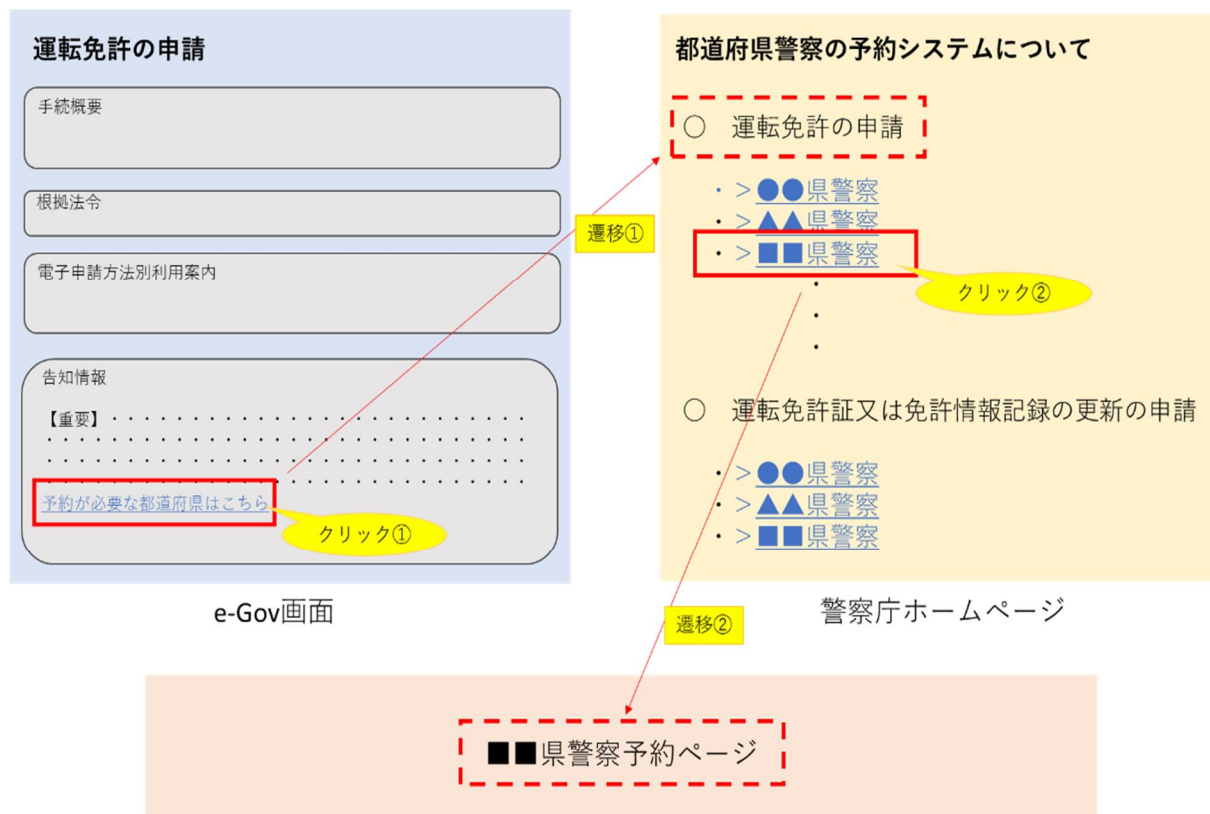 運転免許の申請
手続概要
根拠法令
電子申請方法別利用案内
告知情報
【重要】・・・・・・・・・・・・・・・・・・・・・・・・・・・・・・
・・・・・・・・・・・・・・・・・・・・・・・・・・・・・・・・・・・
・・・・・・・・・・・・・・・・・・・・・・・・・・・・・・・・・・・
・・・・・・・・・・・・・・・・・・・・・・・・・・・・・・・・・・・
予約が必要な都道府県はこちら
クリック①
e-Gov画面
遷移①
都道府県警察の予約システムについて
○ 運転免許の申請
・>●●県警察
・>▲▲県警察
・>■■県警察
クリック②
・
・
・
○ 運転免許証又は免許情報記録の更新の申請
・>●●県警察
・>▲▲県警察
・>■■県警察
警察庁ホームページ
遷移②
■■県警察予約ページ